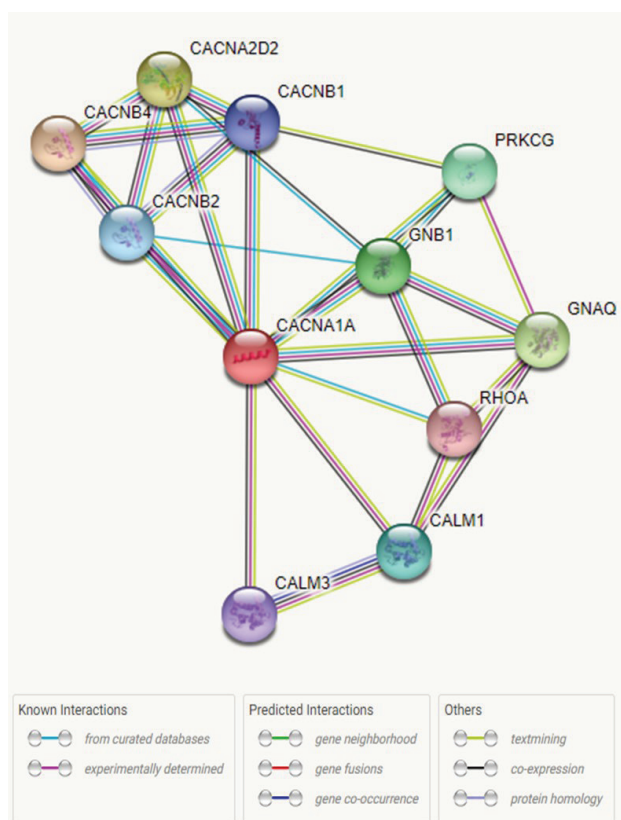 CACNA2D2
CACNB1
CACNB4
PRKCG
CACNB2
GNB1
GNAQ
CACNA1A
RHOA
CALM1
CALM3
Known Interactions
from curated databases
experimentally determined
Predicted Interactions
gene neighborhood
gene fusions
gene co-occurrence
Others
textmining
co-expression
protein homology